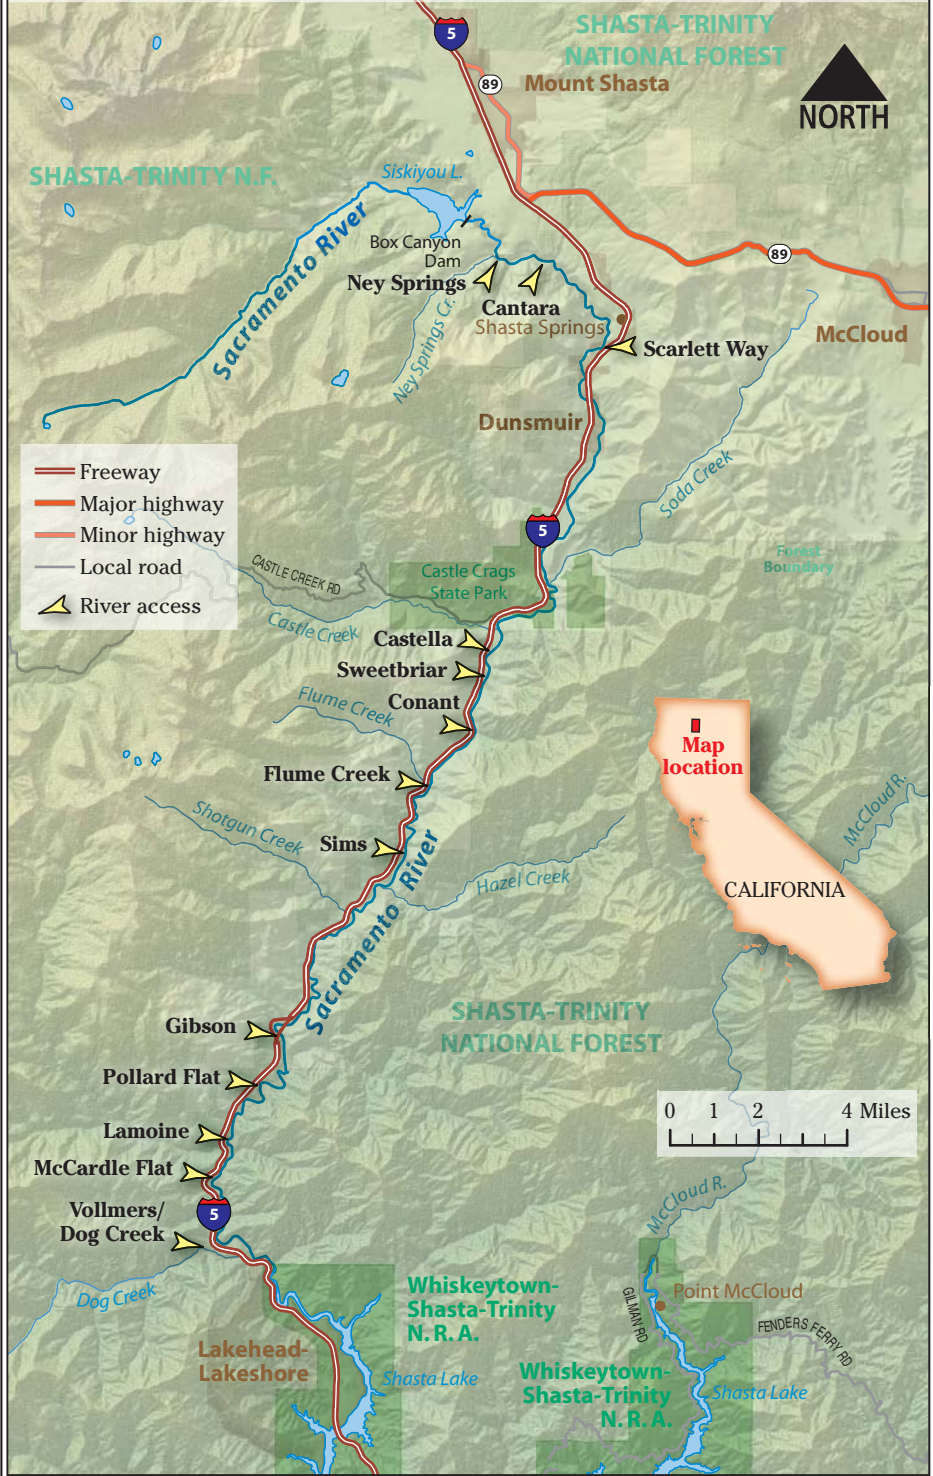 SHASTA-TRINITY
NATIONAL FOREST
5
89
Mount Shasta
NORTH
SHASTA-TRINITY N.F.
Siskiyou L.
Sacramento River
Box Canyon
Dam
89
Ney Springs
Cantara
Shasta Springs
Ney Springs Cr.
McCloud
Scarlett Way
Dunsmuir
Freeway
Major highway
Minor highway
Local road
River access
Soda Creek
5
Forest
Boundary
CASTLE CREEK RD
Castle Crags
State Park
Castle Creek
Castella
Sweetbriar
Conant
Flume Creek
Flume Creek
Map
location
Shotgun Creek
Sims
Sacramento River
Hazel Creek
McCloud R.
CALIFORNIA
SHASTA-TRINITY
NATIONAL FOREST
Gibson
Pollard Flat
Lamoine
McCardle Flat
0 1 2 4 Miles
Vollmers/
Dog Creek
5
McCloud R.
Dog Creek
Whiskeytown-
Shasta-Trinity
N. R. A.
GILMAN RD
Point McCloud
FENDERS FERRY RD
Lakehead-
Lakeshore
Shasta Lake
Whiskeytown-
Shasta-Trinity
N. R. A.
Shasta Lake